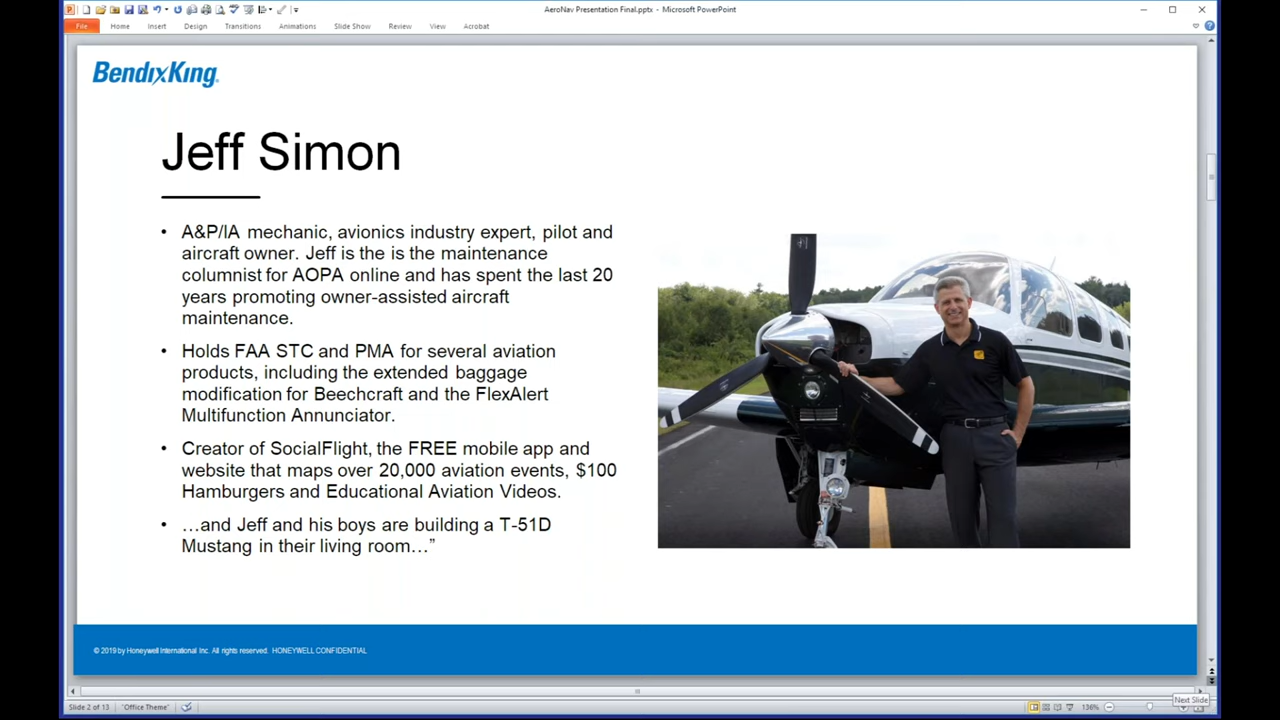 AeroNav Presentation Final.pptx - Microsoft PowerPoint
File Home Insert Design Transitions Animations Slide Show Review View Acrobat
BendixKing
Jeff Simon
• A&P/IA mechanic, avionics industry expert, pilot and
aircraft owner. Jeff is the is the maintenance
columnist for AOPA online and has spent the last 20
years promoting owner-assisted aircraft
maintenance.
• Holds FAA STC and PMA for several aviation
products, including the extended baggage
modification for Beechcraft and the FlexAlert
Multifunction Annunciator.
• Creator of SocialFlight, the FREE mobile app and
website that maps over 20,000 aviation events, $100
Hamburgers and Educational Aviation Videos.
• …and Jeff and his boys are building a T-51D
Mustang in their living room…”
© 2019 by Honeywell International Inc. All rights reserved. HONEYWELL CONFIDENTIAL
Next Slide
Slide 2 of 13 "Office Theme" 136%